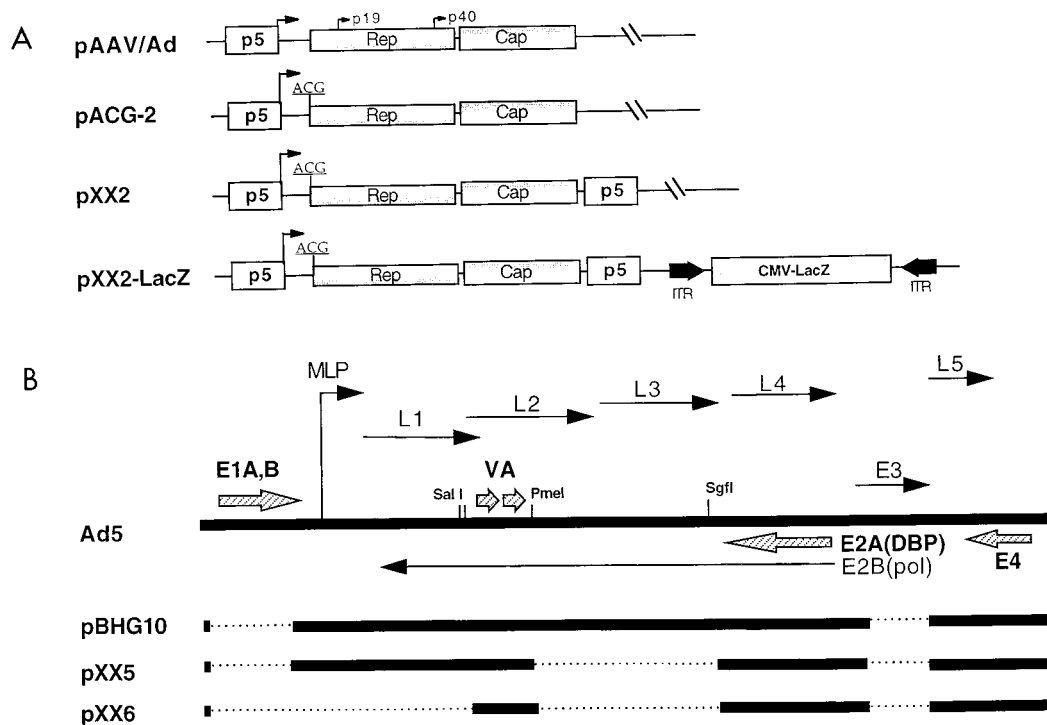 A
pAAV/Ad
p5
p19
p40
Rep
Cap
pACG-2
p5
ACG
Rep
Cap
pXX2
p5
ACG
Rep
Cap
p5
pXX2-LacZ
p5
ACG
Rep
Cap
p5
ITR
CMV-LacZ
ITR
B
MLP
L1
L2
L3
L4
L5
E1A,B
Sal I
VA
PmeI
SgfI
E3
Ad5
E2A(DBP)
E2B(pol)
E4
pBHG10
pXX5
pXX6